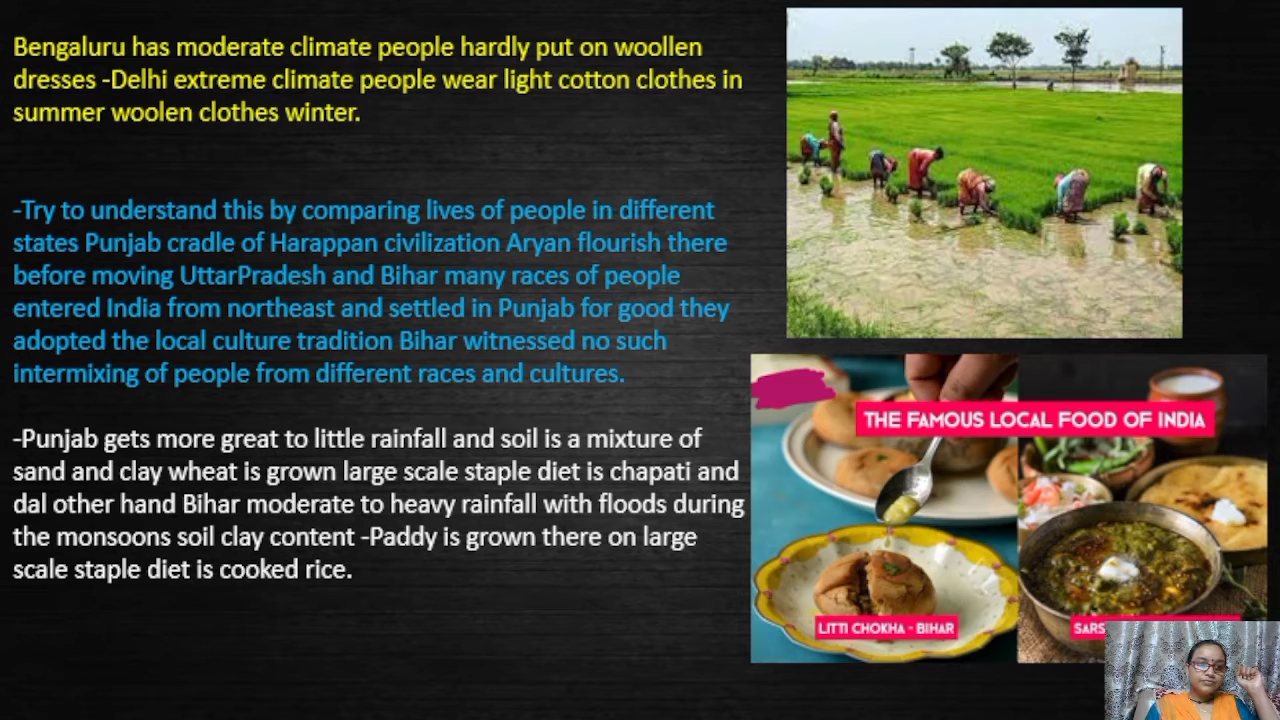 Bengaluru has moderate climate people hardly put on woollen
dresses -Delhi extreme climate people wear light cotton clothes in
summer woolen clothes winter.
-Try to understand this by comparing lives of people in different
states Punjab cradle of Harappan civilization Aryan flourish there
before moving UttarPradesh and Bihar many races of people
entered India from northeast and settled in Punjab for good they
adopted the local culture tradition Bihar witnessed no such
intermixing of people from different races and cultures.
-Punjab gets more great to little rainfall and soil is a mixture of
sand and clay wheat is grown large scale staple diet is chapati and
dal other hand Bihar moderate to heavy rainfall with floods during
the monsoons soil clay content -Paddy is grown there on large
scale staple diet is cooked rice.
THE FAMOUS LOCAL FOOD OF INDIA
LITTI CHOKHA - BIHAR